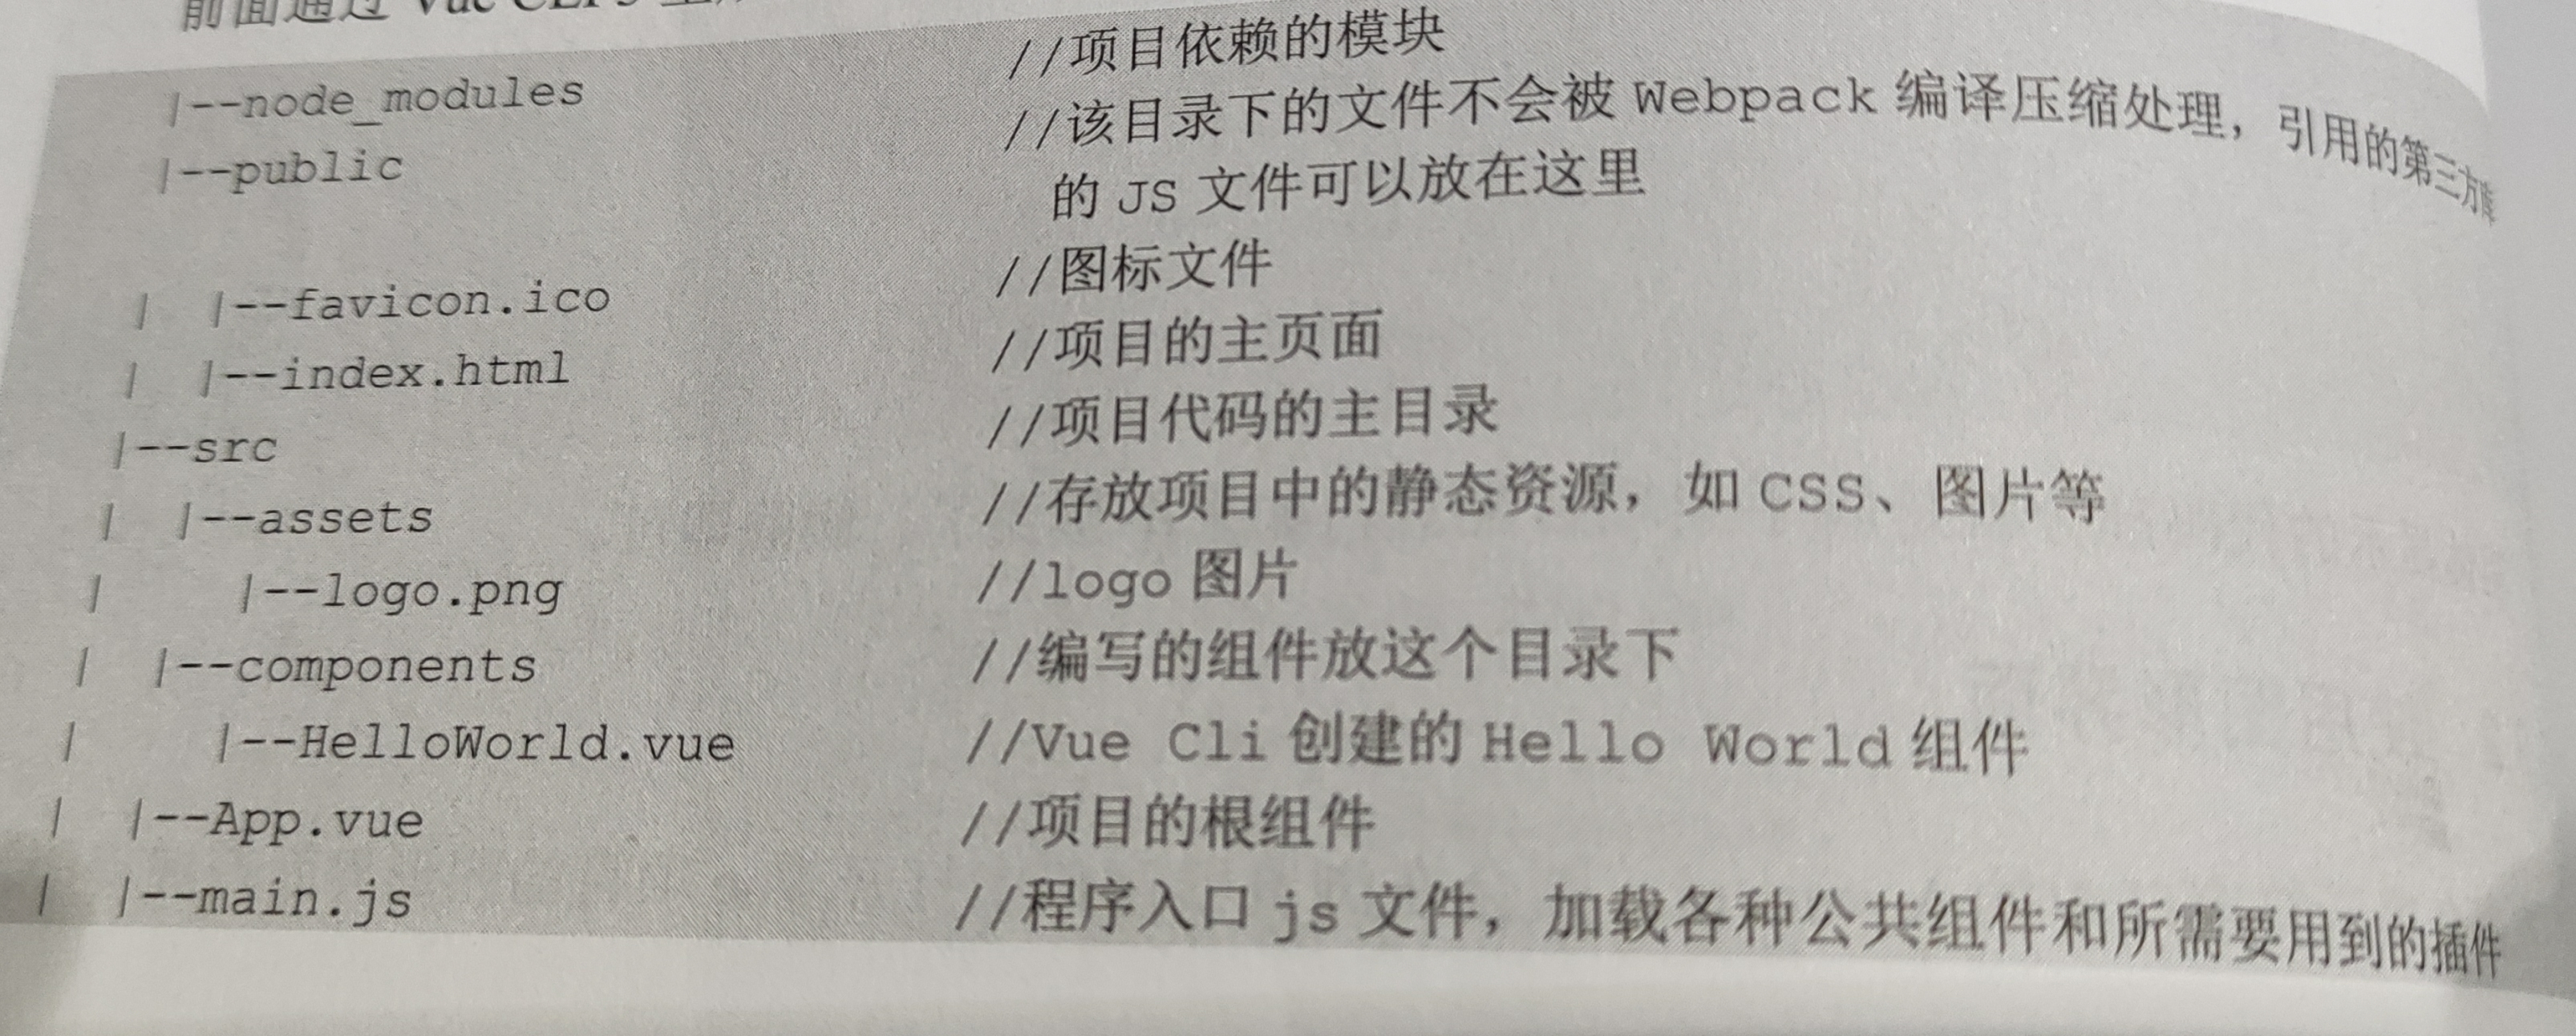 前面通过 Vue CLI 3
|--node_modules //项目依赖的模块
|--public //该目录下的文件不会被 Webpack 编译压缩处理，引用的第三方库
的 JS 文件可以放在这里
| |--favicon.ico //图标文件
| |--index.html //项目的主页面
|--src //项目代码的主目录
| |--assets //存放项目中的静态资源，如 CSS、图片等
| |--logo.png //logo 图片
| |--components //编写的组件放这个目录下
| |--HelloWorld.vue //Vue Cli 创建的 Hello World 组件
| |--App.vue //项目的根组件
| |--main.js //程序入口 js 文件，加载各种公共组件和所需要用到的插件